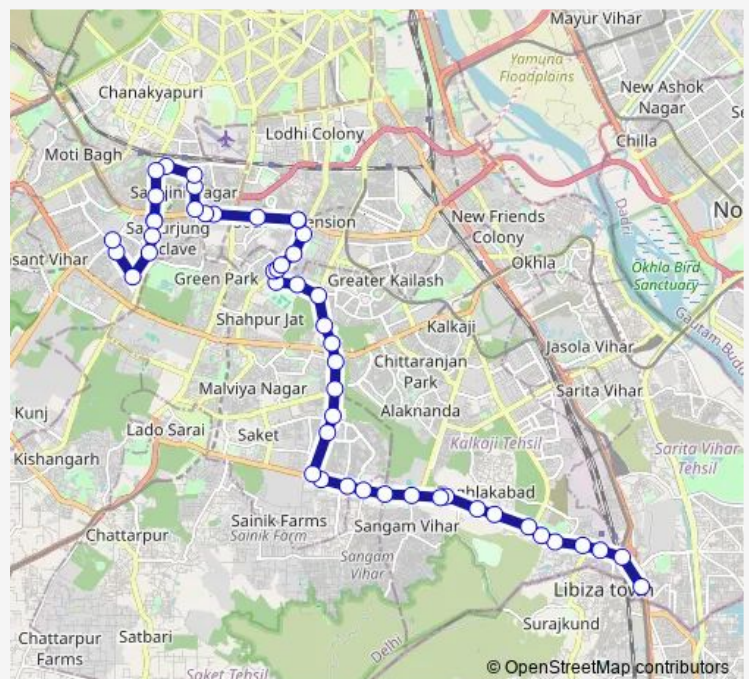 Mayur Vihar
Yamuna
Floodplains
Chanakyapuri
New Ashok
Nagar
Lodhi Colony
Chilla
Moti Bagh
No
Dadri
New Friends
Colony
sant Vihar
Okhla
Okhla Bird
Sanctuary
Green Park
Greater Kailash
Shahpur Jat
Kalkaji
Jasola Vihar
Chittaranjan
Park
Malviya Nagar
Sarita Vihar
Kunj
Alaknanda
Lado Sarai
Saket
Kalkaji Tehsil
Sarita Vihar
Tehsil
Kishangarh
Sainik Farms
Sainik Farm
Sangam Vihar
Chattarpur
Sangam
Vihar
Surajkund
Chattarpur
Farms
Satbari
Delhi
Saket Tehsil
© OpenStreetMap contributors